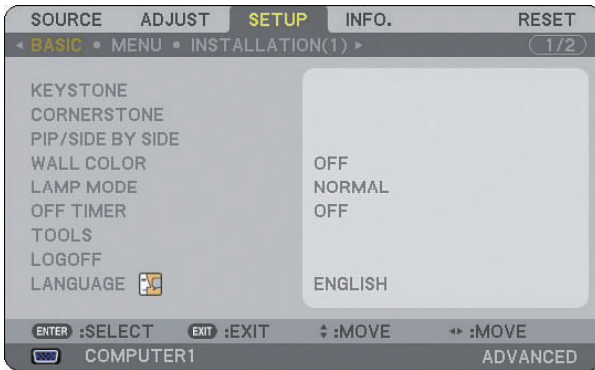 SOURCE ADJUST SETUP INFO. RESET
BASIC • MENU • INSTALLATION(1) 1/2
KEYSTONE
CORNERSTONE
PIP/SIDE BY SIDE
WALL COLOR OFF
LAMP MODE NORMAL
OFF TIMER OFF
TOOLS
LOGOFF
LANGUAGE ENGLISH
ENTER :SELECT EXIT :EXIT :MOVE :MOVE
COMPUTER1 ADVANCED